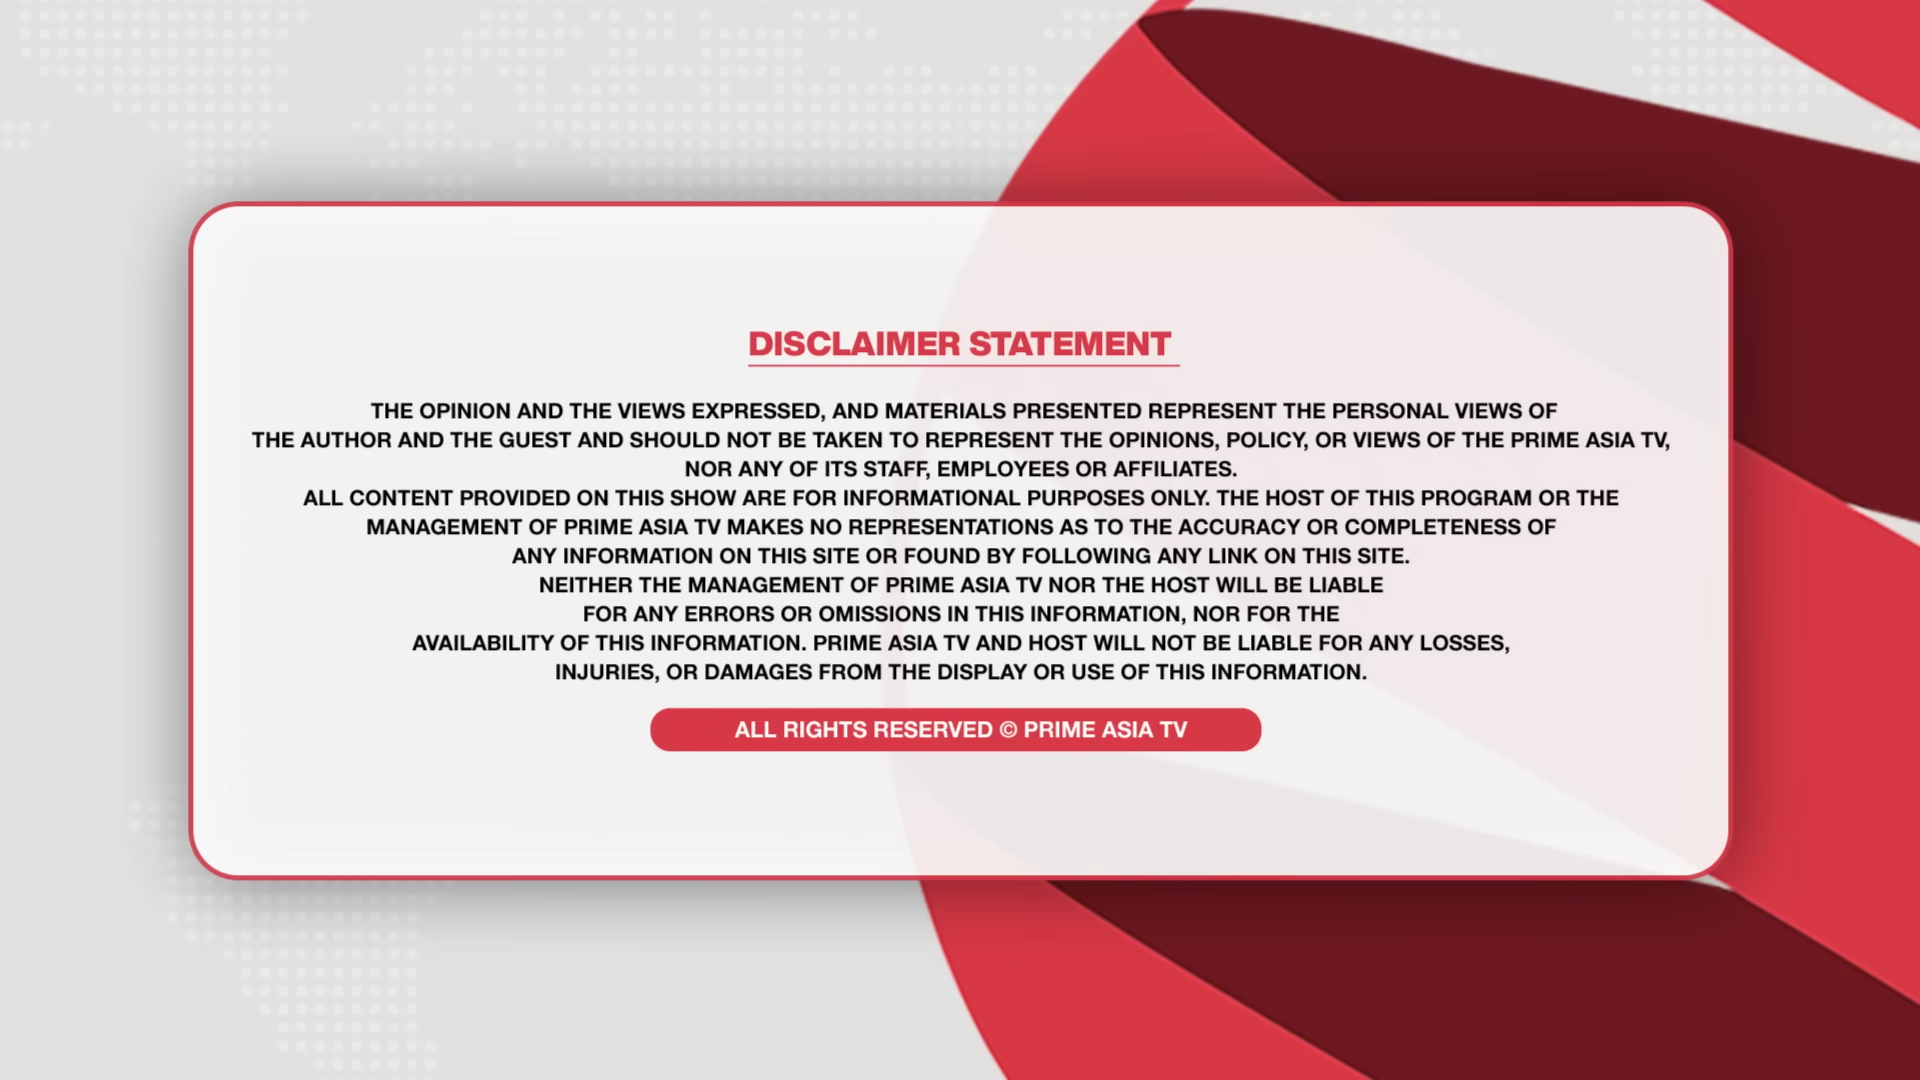 DISCLAIMER STATEMENT
THE OPINION AND THE VIEWS EXPRESSED, AND MATERIALS PRESENTED REPRESENT THE PERSONAL VIEWS OF
THE AUTHOR AND THE GUEST AND SHOULD NOT BE TAKEN TO REPRESENT THE OPINIONS, POLICY, OR VIEWS OF THE PRIME ASIA TV,
NOR ANY OF ITS STAFF, EMPLOYEES OR AFFILIATES.
ALL CONTENT PROVIDED ON THIS SHOW ARE FOR INFORMATIONAL PURPOSES ONLY. THE HOST OF THIS PROGRAM OR THE
MANAGEMENT OF PRIME ASIA TV MAKES NO REPRESENTATIONS AS TO THE ACCURACY OR COMPLETENESS OF
ANY INFORMATION ON THIS SITE OR FOUND BY FOLLOWING ANY LINK ON THIS SITE.
NEITHER THE MANAGEMENT OF PRIME ASIA TV NOR THE HOST WILL BE LIABLE
FOR ANY ERRORS OR OMISSIONS IN THIS INFORMATION, NOR FOR THE
AVAILABILITY OF THIS INFORMATION. PRIME ASIA TV AND HOST WILL NOT BE LIABLE FOR ANY LOSSES,
INJURIES, OR DAMAGES FROM THE DISPLAY OR USE OF THIS INFORMATION.
ALL RIGHTS RESERVED © PRIME ASIA TV